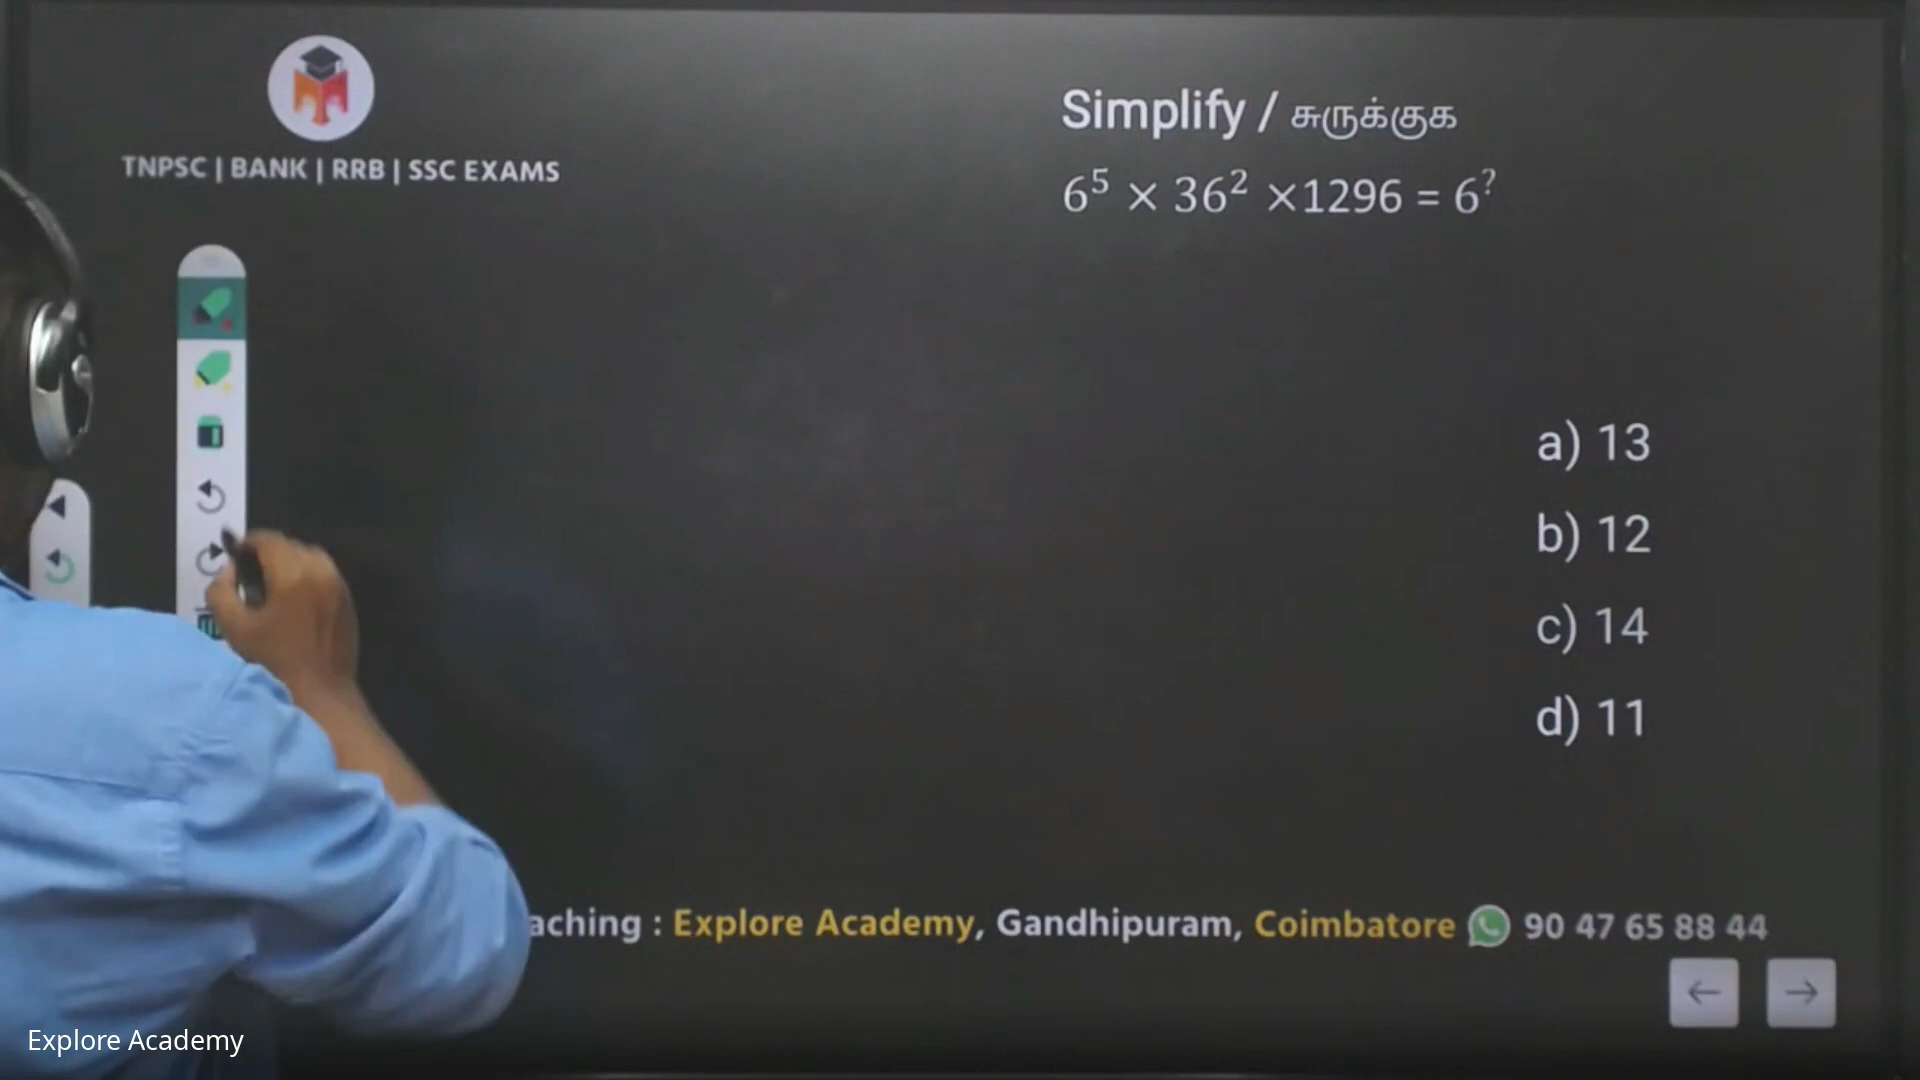 TNPSC | BANK | RRB | SSC EXAMS
Simplify / சுருக்குக
6⁵ × 36² ×1296 = 6^?
a) 13
b) 12
c) 14
d) 11
aching : Explore Academy, Gandhipuram, Coimbatore 90 47 65 88 44
Explore Academy